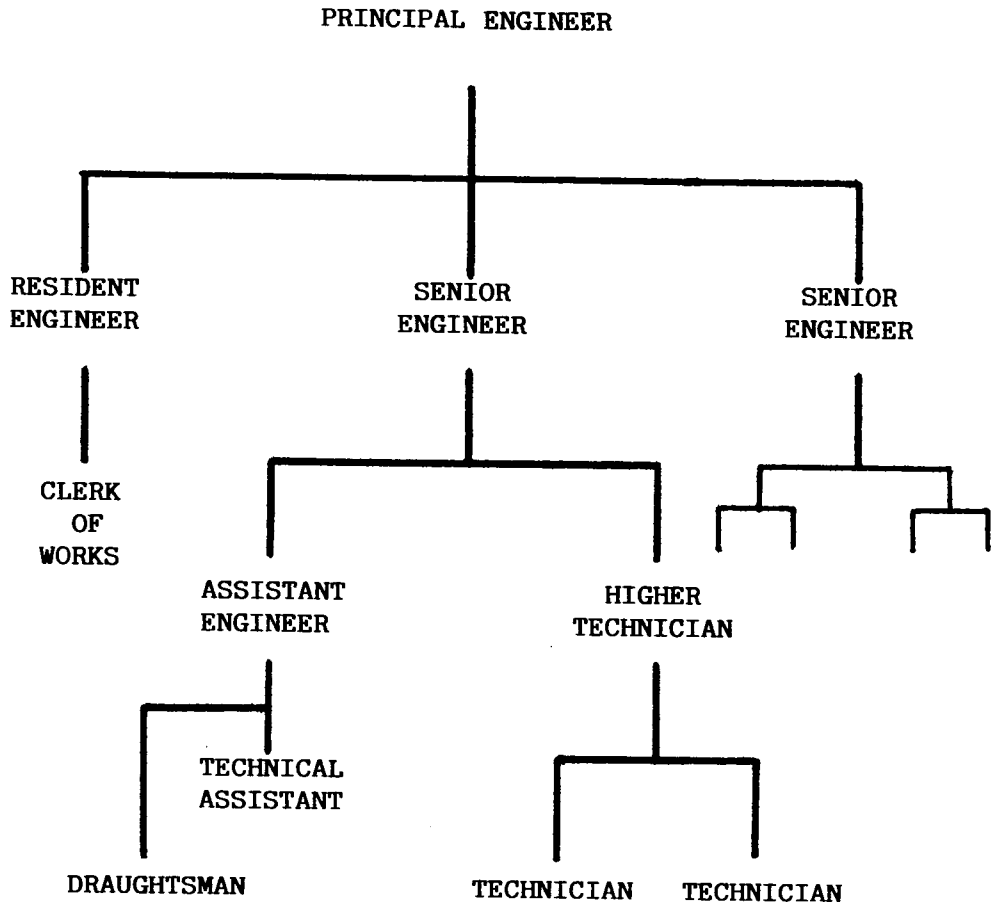 PRINCIPAL ENGINEER
RESIDENT
ENGINEER
SENIOR
ENGINEER
SENIOR
ENGINEER
CLERK
OF
WORKS
ASSISTANT
ENGINEER
HIGHER
TECHNICIAN
TECHNICAL
ASSISTANT
DRAUGHTSMAN
TECHNICIAN
TECHNICIAN